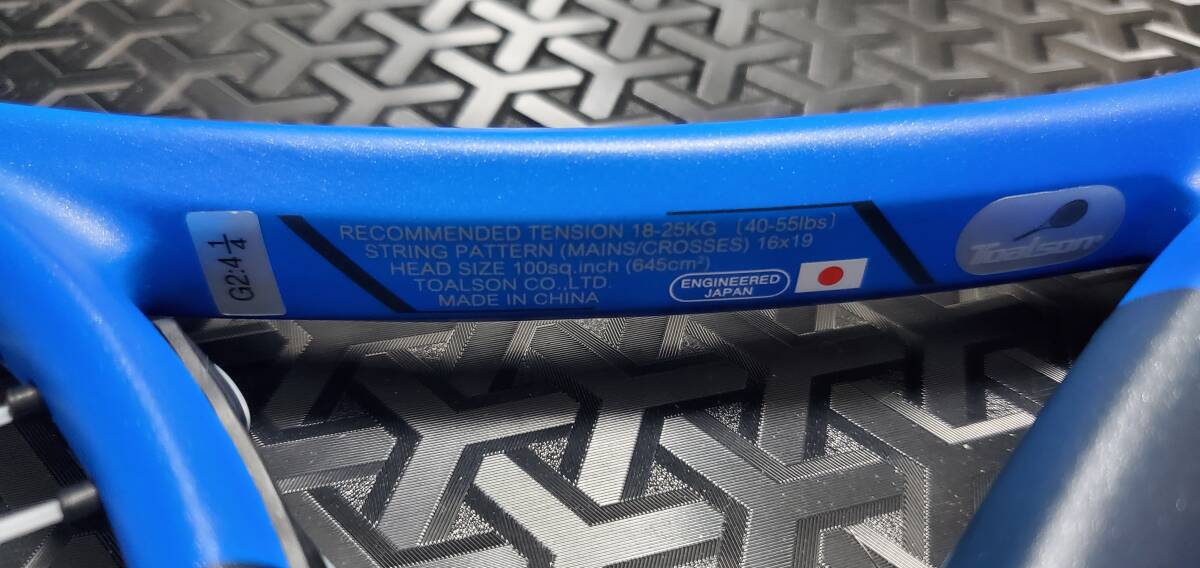 G2:4 1/4
RECOMMENDED TENSION 18-25KG [40-55lbs]
STRING PATTERN (MAINS/CROSSES) 16x19
HEAD SIZE 100sq.inch (645cm²)
TOALSON CO.,LTD.
MADE IN CHINA
ENGINEERED
JAPAN
Toalson